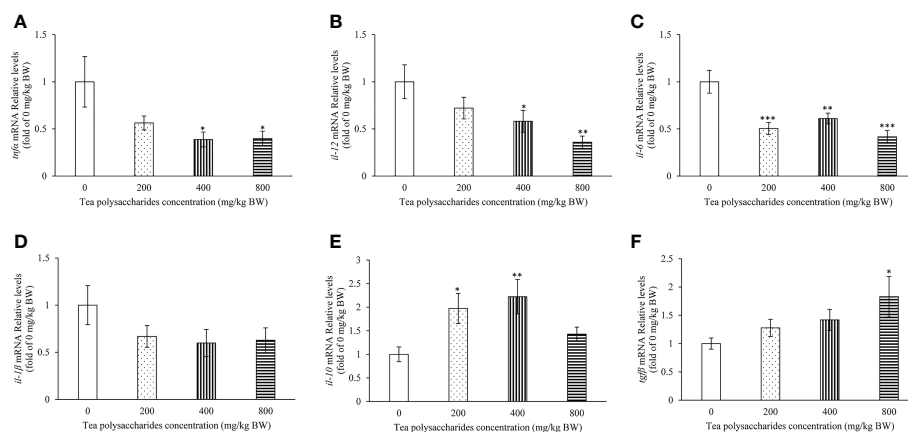 A
tnfα mRNA Relative levels
(fold of 0 mg/kg BW)
1.5
1
0.5
0
*
*
0 200 400 800
Tea polysaccharides concentration (mg/kg BW)
B
il-12 mRNA Relative levels
(fold of 0 mg/kg BW)
1.5
1
0.5
0
*
**
0 200 400 800
Tea polysaccharides concentration (mg/kg BW)
C
il-6 mRNA Relative levels
(fold of 0 mg/kg BW)
1.5
1
0.5
0
***
**
***
0 200 400 800
Tea polysaccharides concentration (mg/kg BW)
D
il-1β mRNA Relative levels
(fold of 0 mg/kg BW)
1.5
1
0.5
0
0 200 400 800
Tea polysaccharides concentration (mg/kg BW)
E
il-10 mRNA Relative levels
(fold of 0 mg/kg BW)
3
2.5
2
1.5
1
0.5
0
*
**
0 200 400 800
Tea polysaccharides concentration (mg/kg BW)
F
tgfβ mRNA Relative levels
(fold of 0 mg/kg BW)
2.5
2
1.5
1
0.5
0
*
0 200 400 800
Tea polysaccharides concentration (mg/kg BW)